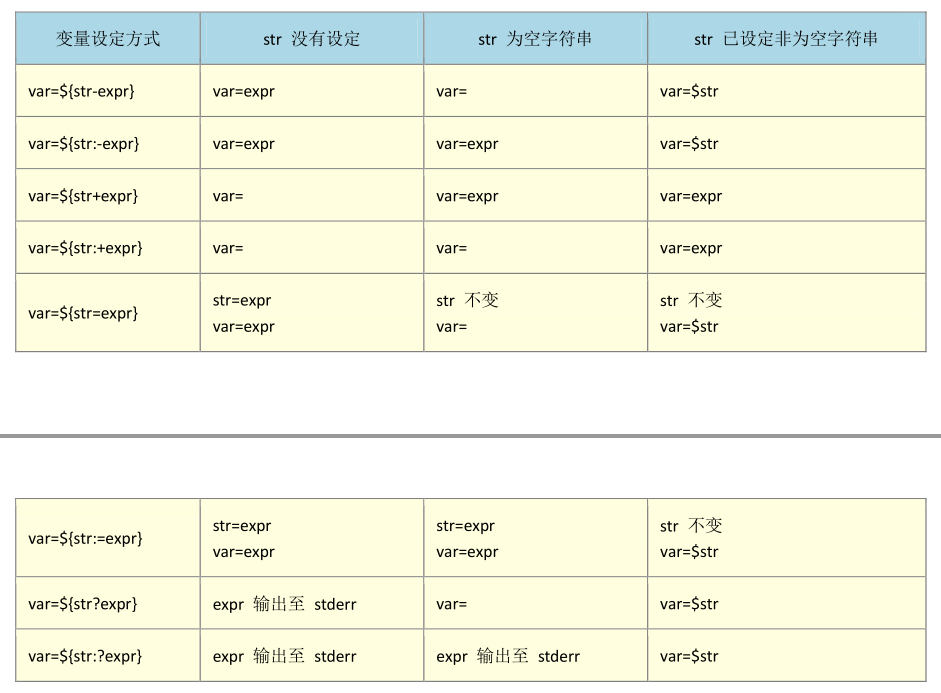 变量设定方式 str 没有设定 str 为空字符串 str 已设定非为空字符串
var=${str-expr} var=expr var= var=$str
var=${str:-expr} var=expr var=expr var=$str
var=${str+expr} var= var=expr var=expr
var=${str:+expr} var= var= var=expr
var=${str=expr}
str=expr
var=expr
str 不变
var=
str 不变
var=$str
var=${str:=expr}
str=expr
var=expr
str=expr
var=expr
str 不变
var=$str
var=${str?expr} expr 输出至 stderr var= var=$str
var=${str:?expr} expr 输出至 stderr expr 输出至 stderr var=$str